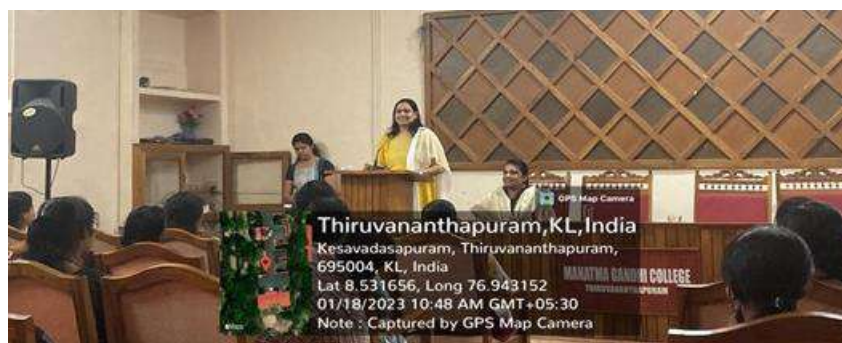 GPS Map Camera
Thiruvananthapuram,KL,India
Kesavadasapuram, Thiruvananthapuram,
695004, KL, India
Lat 8.531656, Long 76.943152
01/18/2023 10:48 AM GMT+05:30
Note : Captured by GPS Map Camera
MAHATMA GANDHI COLLEGE
THIRUVANANTHAPURAM